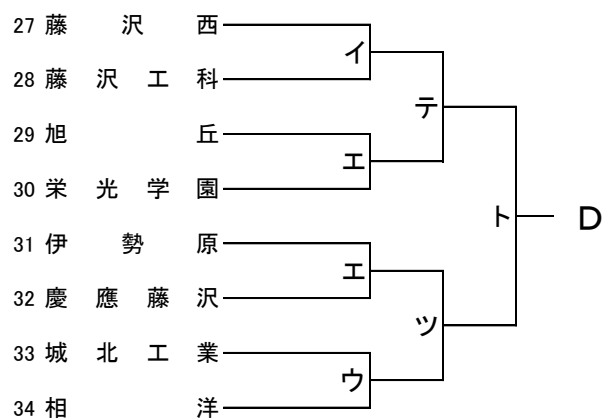 27 藤沢西
イ
28 藤沢工科
テ
29 旭丘
エ
30 栄光学園
ト D
31 伊勢原
エ
32 慶應藤沢
ツ
33 城北工業
ウ
34 相洋